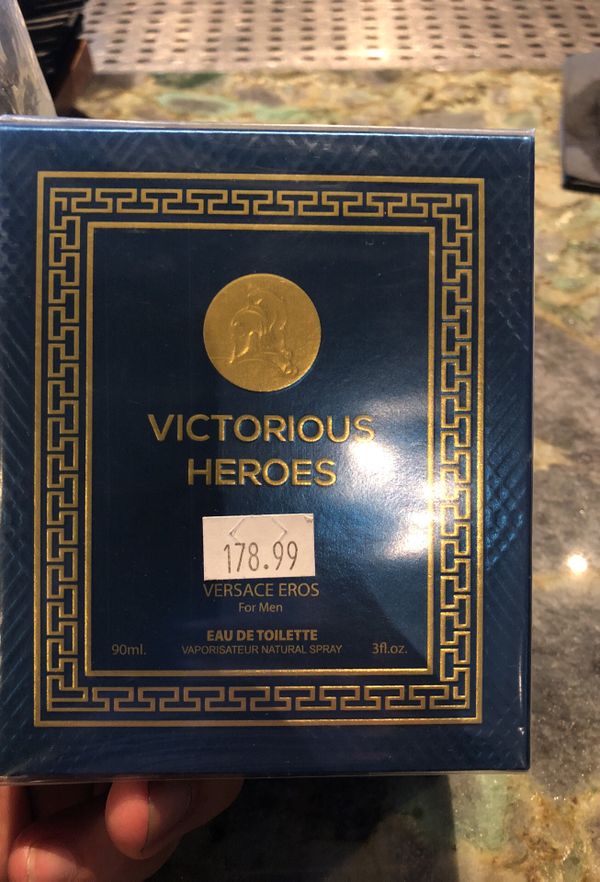 VICTORIOUS
HEROES
178.99
VERSACE EROS
For Men
EAU DE TOILETTE
90ml. VAPORISATEUR NATURAL SPRAY 3fl.oz.